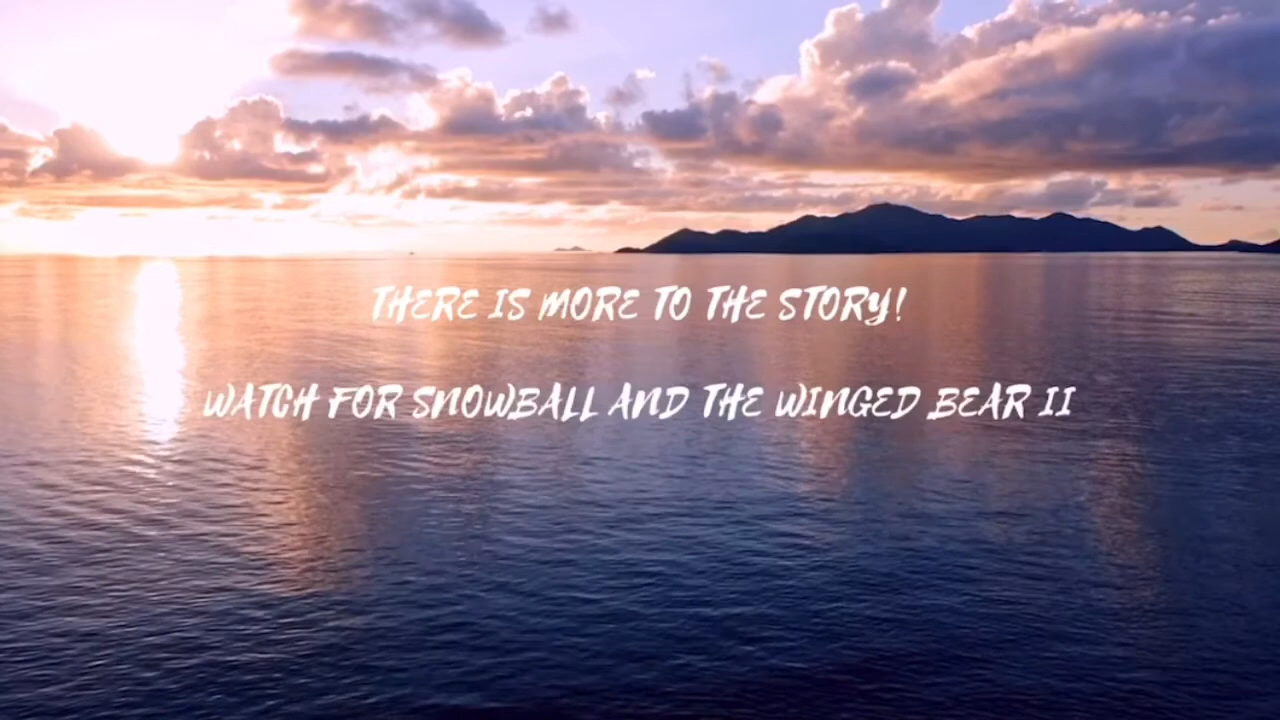 THERE IS MORE TO THE STORY!
WATCH FOR SNOWBALL AND THE WINGED BEAR II